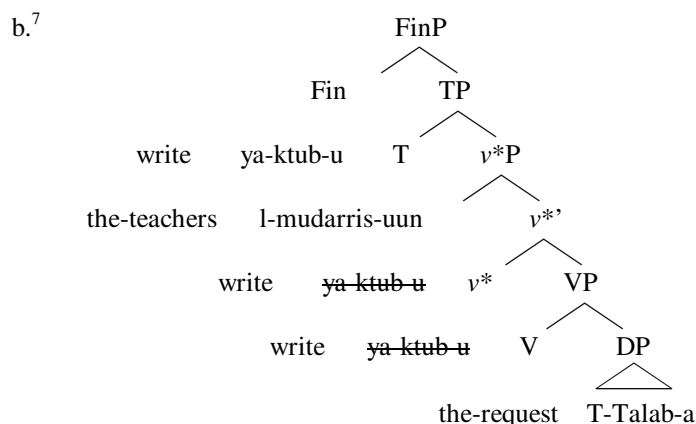 b.7 FinP
Fin TP
write ya-ktub-u T v*P
the-teachers l-mudarris-uun v*’
write ya-ktub-u v* VP
write ya-ktub-u V DP
the-request T-Talab-a